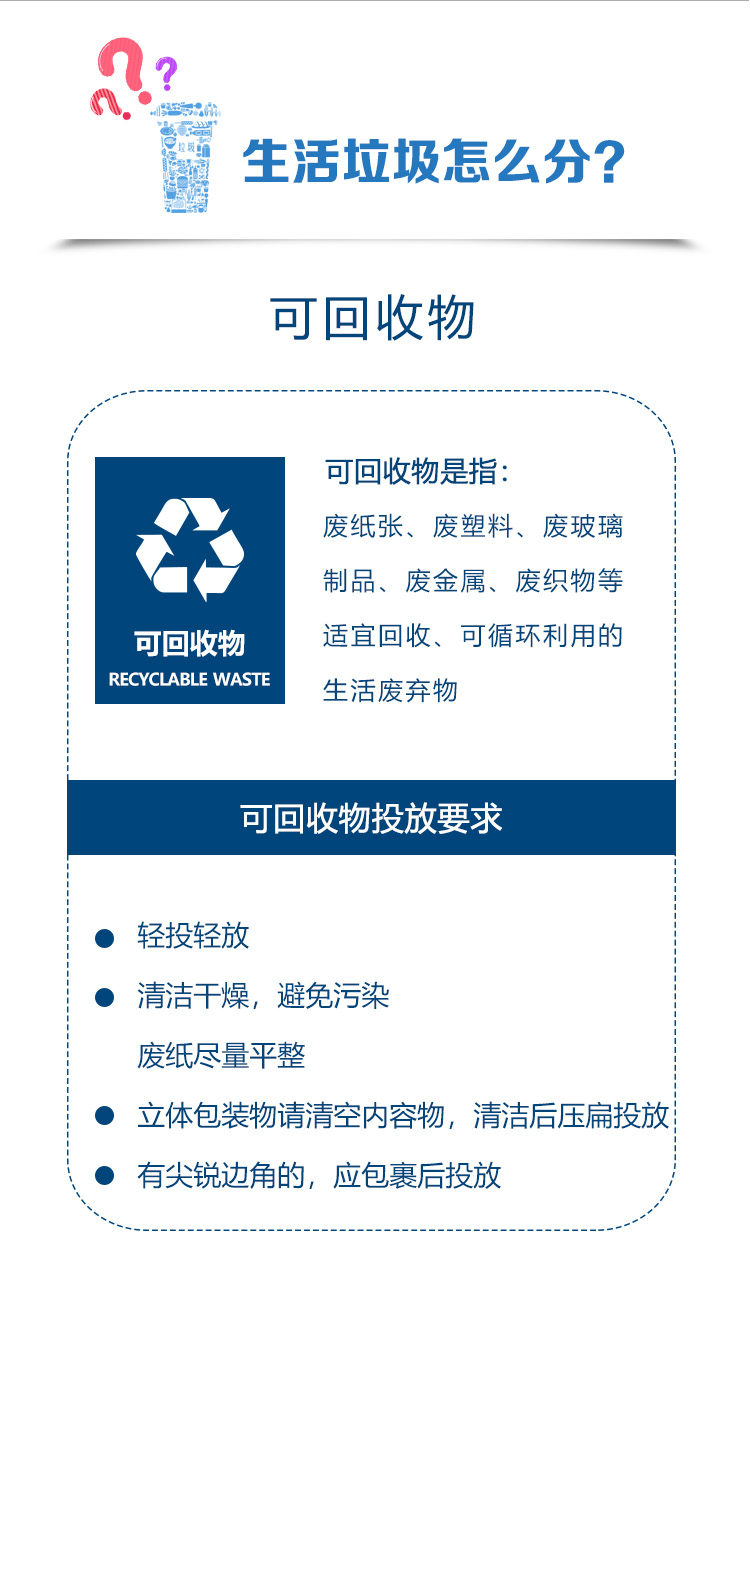 垃圾
生活垃圾怎么分?
可回收物
可回收物是指:
废纸张、废塑料、废玻璃
制品、废金属、废织物等
适宜回收、可循环利用的
生活废弃物
可回收物
RECYCLABLE WASTE
可回收物投放要求
轻投轻放
清洁干燥，避免污染
废纸尽量平整
立体包装物请清空内容物，清洁后压扁投放
有尖锐边角的，应包裹后投放